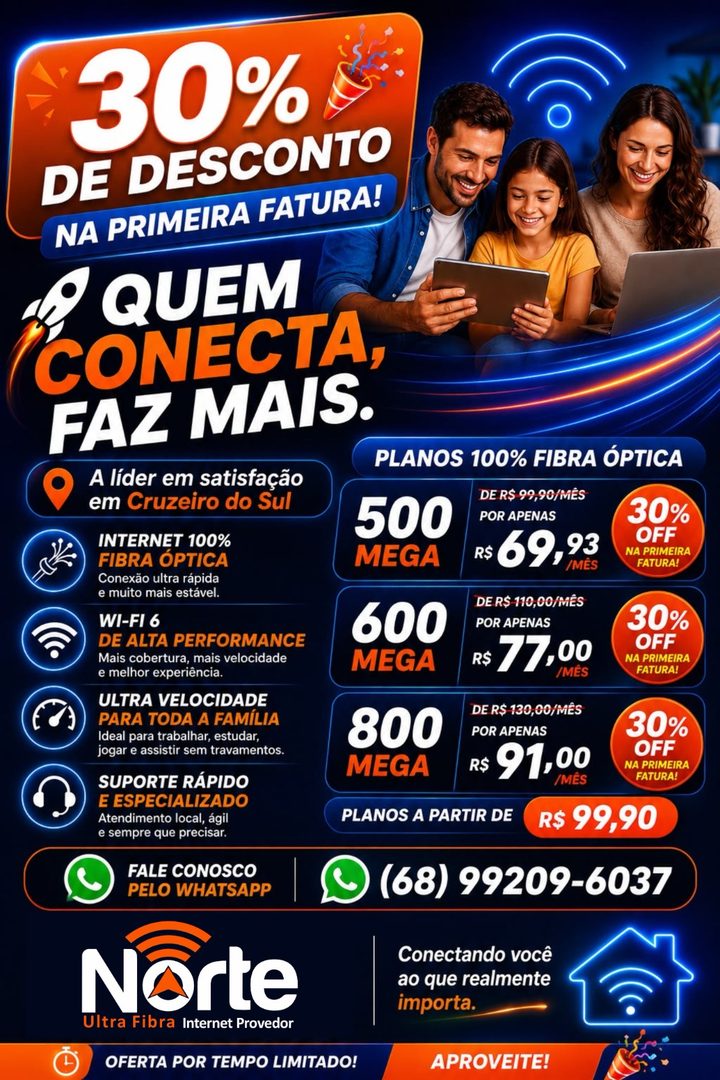 30%
DE DESCONTO
NA PRIMEIRA FATURA!
QUEM
CONECTA,
FAZ MAIS.
A líder em satisfação
em Cruzeiro do Sul
INTERNET 100%
FIBRA ÓPTICA
Conexão ultra rápida
e muito mais estável.
WI-FI 6
DE ALTA PERFORMANCE
Mais cobertura, mais velocidade
e melhor experiência.
ULTRA VELOCIDADE
PARA TODA A FAMÍLIA
Ideal para trabalhar, estudar,
jogar e assistir sem travamentos.
SUPORTE RÁPIDO
E ESPECIALIZADO
Atendimento local, ágil
e sempre que precisar.
PLANOS 100% FIBRA ÓPTICA
500
MEGA
DE R$ 99,90/MÊS
POR APENAS
R$ 69,93
/MÊS
30%
OFF
NA PRIMEIRA
FATURA!
600
MEGA
DE R$ 110,00/MÊS
POR APENAS
R$ 77,00
/MÊS
30%
OFF
NA PRIMEIRA
FATURA!
800
MEGA
DE R$ 130,00/MÊS
POR APENAS
R$ 91,00
/MÊS
30%
OFF
NA PRIMEIRA
FATURA!
PLANOS A PARTIR DE R$ 99,90
FALE CONOSCO
PELO WHATSAPP
(68) 99209-6037
Norte
Ultra Fibra Internet Provedor
Conectando você
ao que realmente
importa.
OFERTA POR TEMPO LIMITADO! APROVEITE!